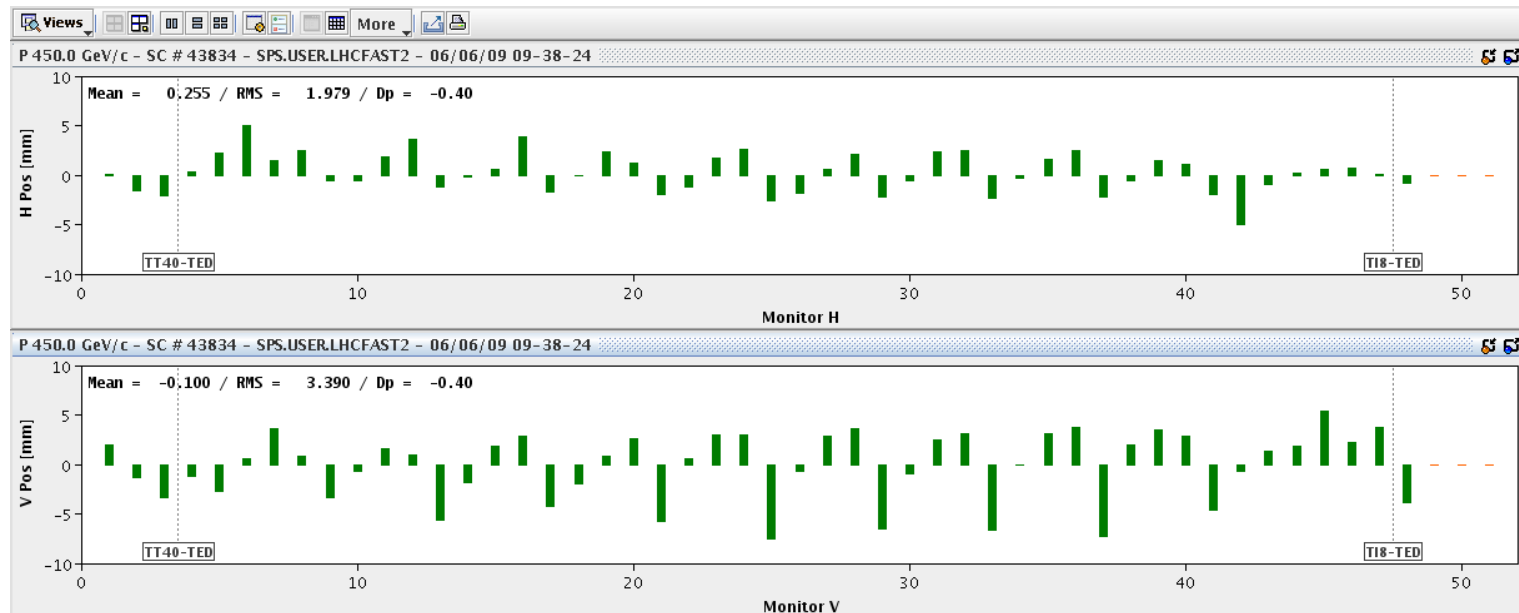 Views More
P 450.0 GeV/c - SC # 43834 - SPS.USER.LHCFAST2 - 06/06/09 09-38-24
Mean = 0.255 / RMS = 1.979 / Dp = -0.40
H Pos [mm]
10
5
0
-5
-10
TT40-TED TI8-TED
0 10 20 30 40 50
Monitor H
P 450.0 GeV/c - SC # 43834 - SPS.USER.LHCFAST2 - 06/06/09 09-38-24
Mean = -0.100 / RMS = 3.390 / Dp = -0.40
V Pos [mm]
10
5
0
-5
-10
TT40-TED TI8-TED
0 10 20 30 40 50
Monitor V